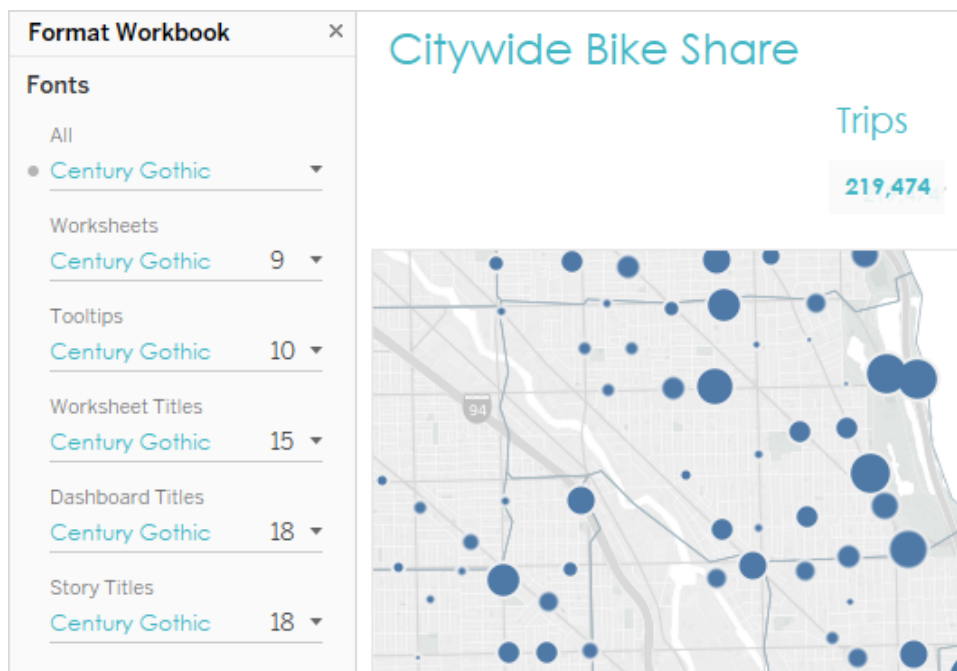 Format Workbook ×
Fonts
All
Century Gothic
Worksheets
Century Gothic 9
Tooltips
Century Gothic 10
Worksheet Titles
Century Gothic 15
Dashboard Titles
Century Gothic 18
Story Titles
Century Gothic 18
Citywide Bike Share
Trips
219,474
94